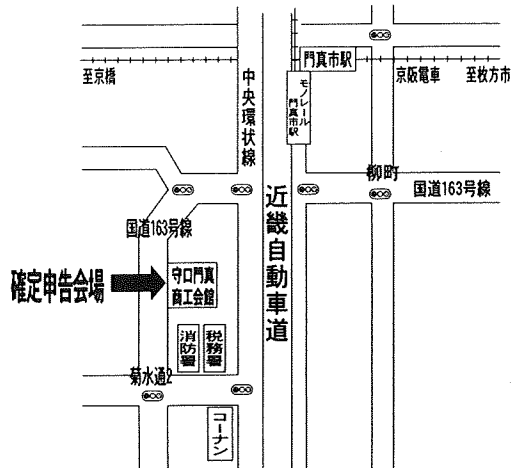 門真市駅
至京橋
京阪電車
至枚方市
モノレール
門真市駅
中央環状線
柳町
国道163号線
近畿自動車道
国道163号線
確定申告会場
守口門真
商工会館
消防署
税務署
菊水通2
コーナン